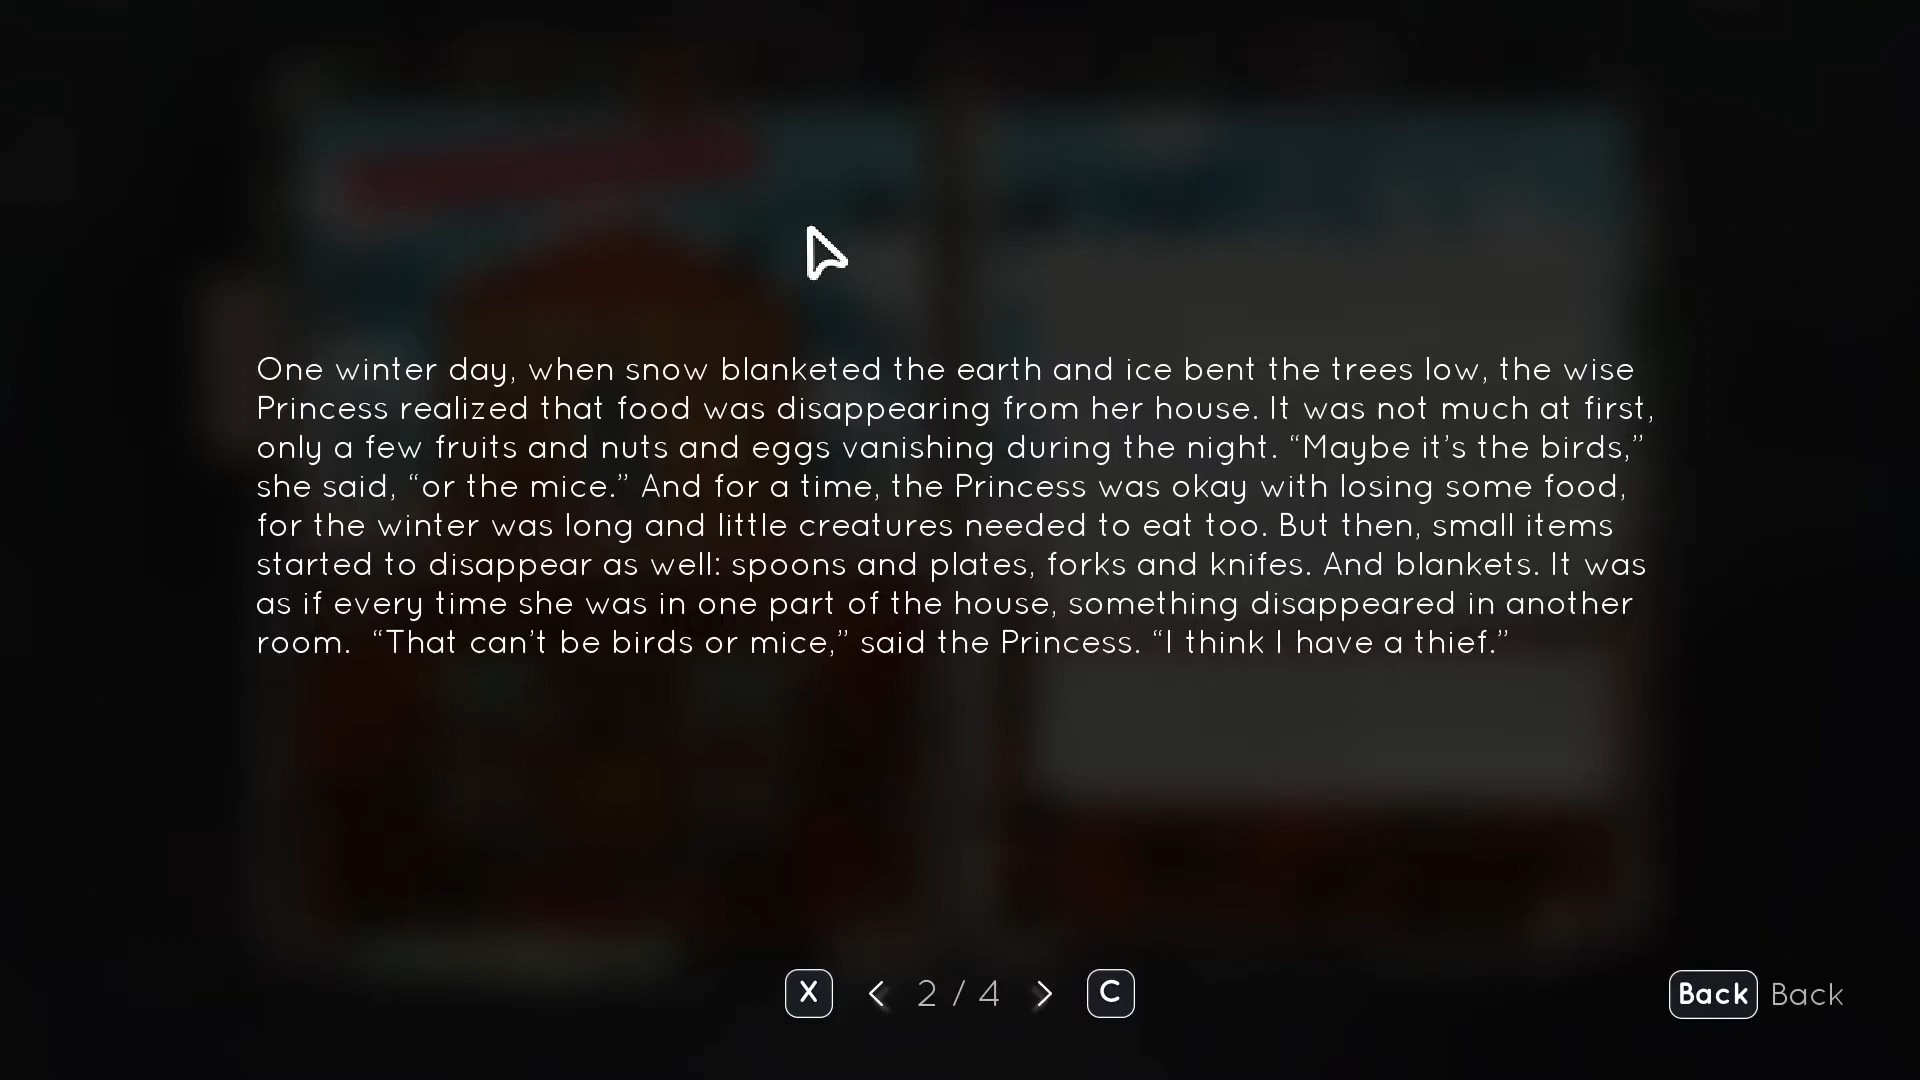 One winter day, when snow blanketed the earth and ice bent the trees low, the wise
Princess realized that food was disappearing from her house. It was not much at first,
only a few fruits and nuts and eggs vanishing during the night. “Maybe it’s the birds,”
she said, “or the mice.” And for a time, the Princess was okay with losing some food,
for the winter was long and little creatures needed to eat too. But then, small items
started to disappear as well: spoons and plates, forks and knifes. And blankets. It was
as if every time she was in one part of the house, something disappeared in another
room.  “That can’t be birds or mice,” said the Princess. “I think I have a thief.”
X < 2 / 4 > C
Back Back